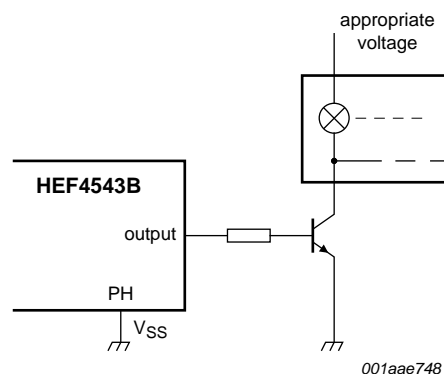 appropriate
voltage
HEF4543B
output
PH
VSS
001aae748